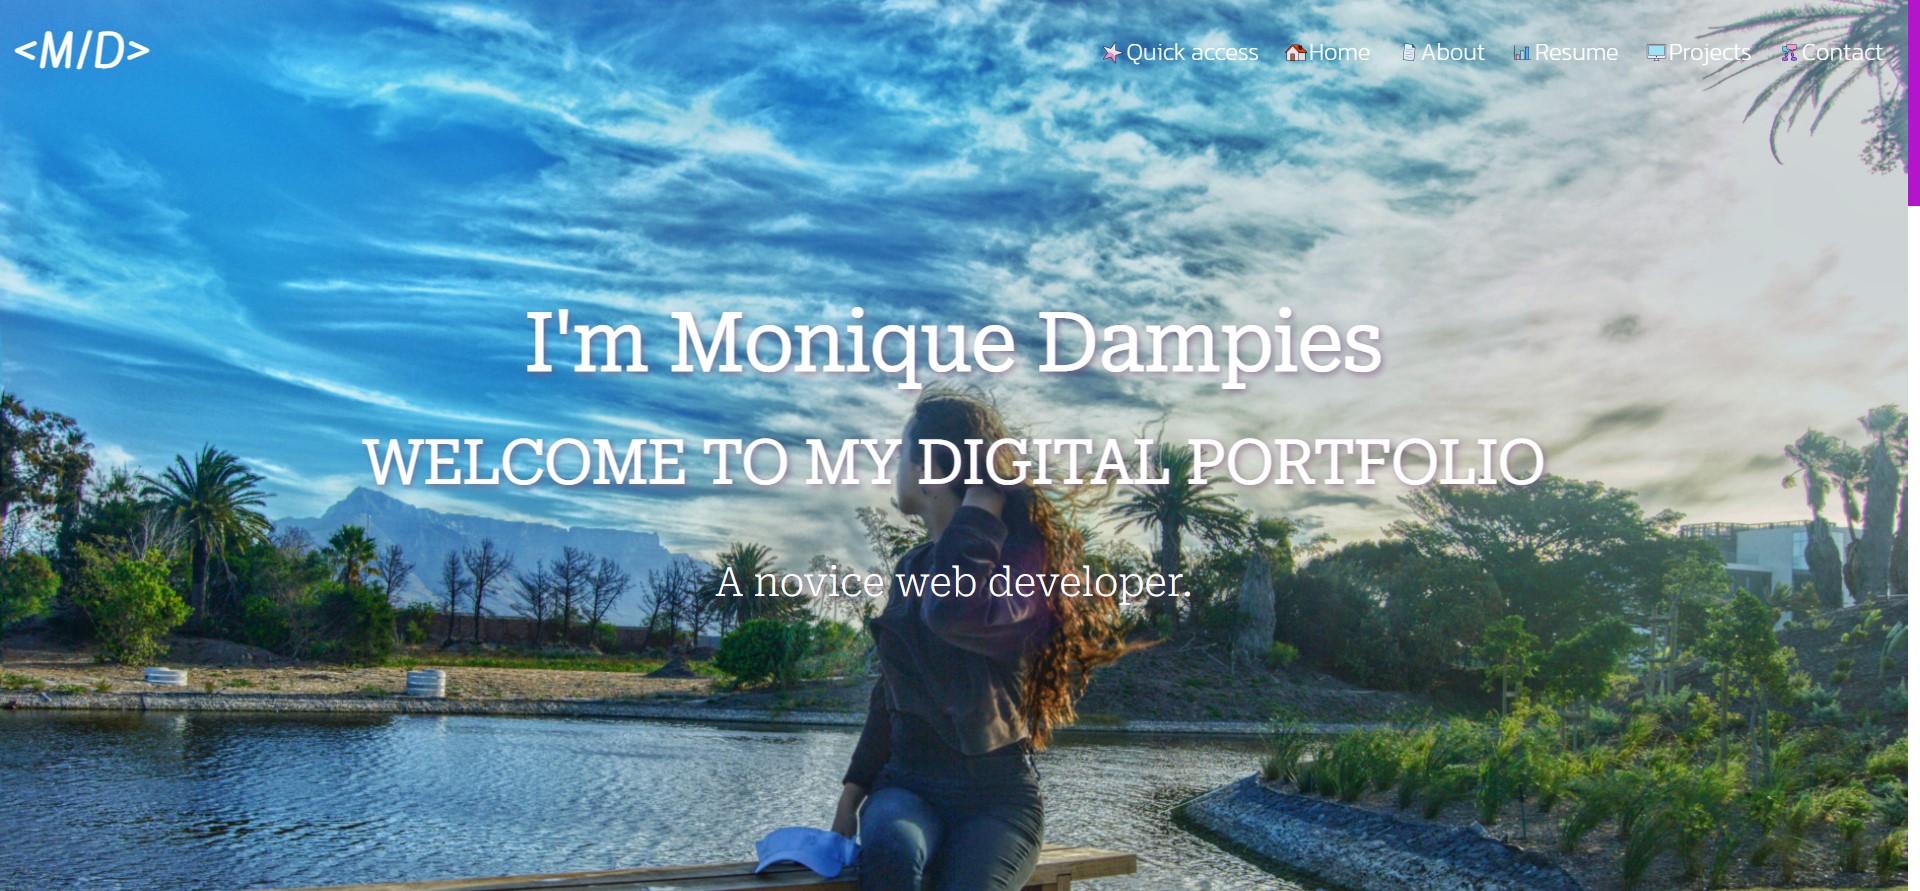 <M/D>
Quick access Home About Resume Projects Contact
I'm Monique Dampies
WELCOME TO MY DIGITAL PORTFOLIO
A novice web developer.